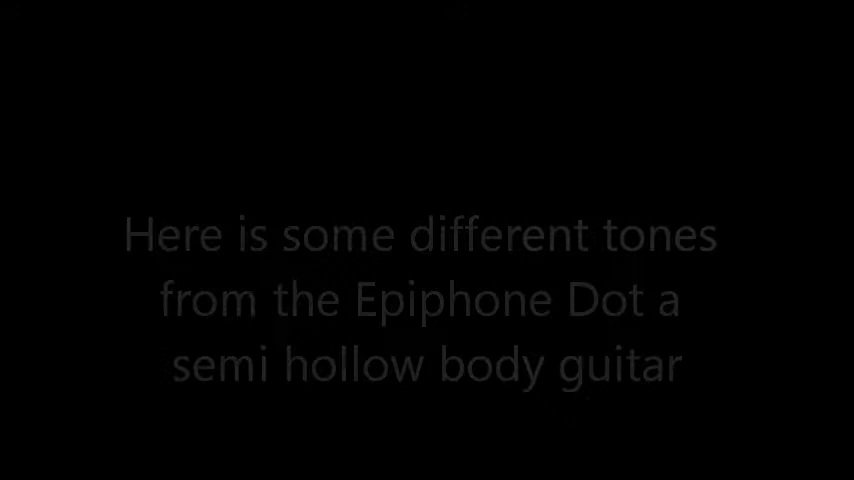 Here is some different tones
from the Epiphone Dot a
semi hollow body guitar